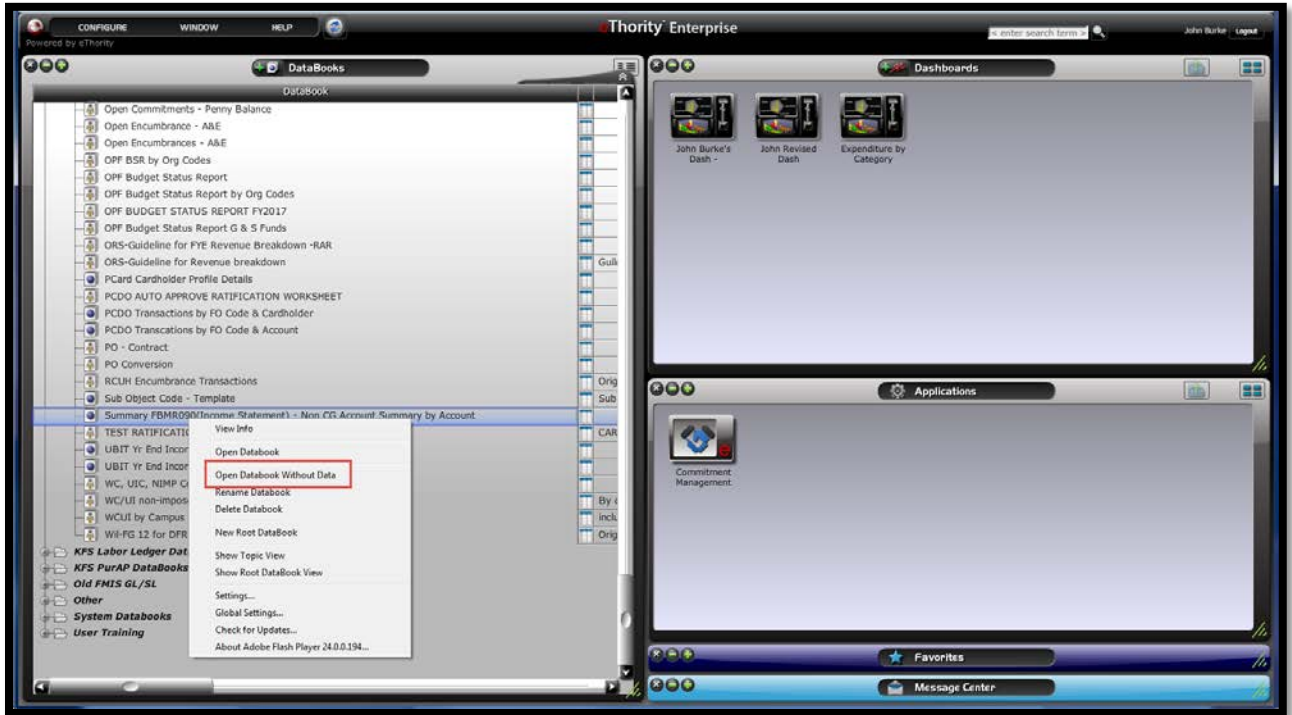 CONFIGURE WINDOW HELP
eThority Enterprise
< enter search term >
John Burke Logout
Powered by eThority
DataBooks
DataBook
Open Commitments - Penny Balance
Open Encumbrance - A&E
Open Encumbrances - A&E
OPF BSR by Org Codes
OPF Budget Status Report
OPF Budget Status Report by Org Codes
OPF BUDGET STATUS REPORT FY2017
OPF Budget Status Report G & S Funds
ORS-Guideline for FYE Revenue Breakdown -RAR
ORS-Guideline for Revenue breakdown
PCard Cardholder Profile Details
PCDO AUTO APPROVE RATIFICATION WORKSHEET
PCDO Transactions by FO Code & Cardholder
PCDO Transcations by FO Code & Account
PO - Contract
PO Conversion
RCUH Encumbrance Transactions Orig
Sub Object Code - Template Sub
Summary FBMR090(Income Statement) - Non CG Account Summary by Account
TEST RATIFICATI CAR
UBIT Yr End Incor
UBIT Yr End Incor
WC, UIC, NIMP C
WC/UI non-impos By
WCUI by Campus inclu
Wil-FG 12 for DFR Orig
KFS Labor Ledger Dat
KFS PurAP DataBooks
Old FMIS GL/SL
Other
System Databooks
User Training
View Info
Open Databook
Open Databook Without Data
Rename Databook
Delete Databook
New Root DataBook
Show Topic View
Show Root DataBook View
Settings...
Global Settings...
Check for Updates...
About Adobe Flash Player 24.0.0.194...
Dashboards
John Burke's
Dash -
John Revised
Dash
Expenditure by
Category
Applications
Commitment
Management
Favorites
Message Center